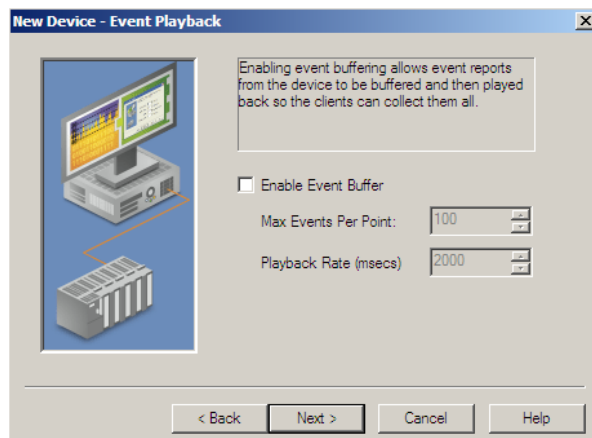 New Device - Event Playback
Enabling event buffering allows event reports
from the device to be buffered and then played
back so the clients can collect them all.
Enable Event Buffer
Max Events Per Point: 100
Playback Rate (msecs) 2000
< Back Next > Cancel Help